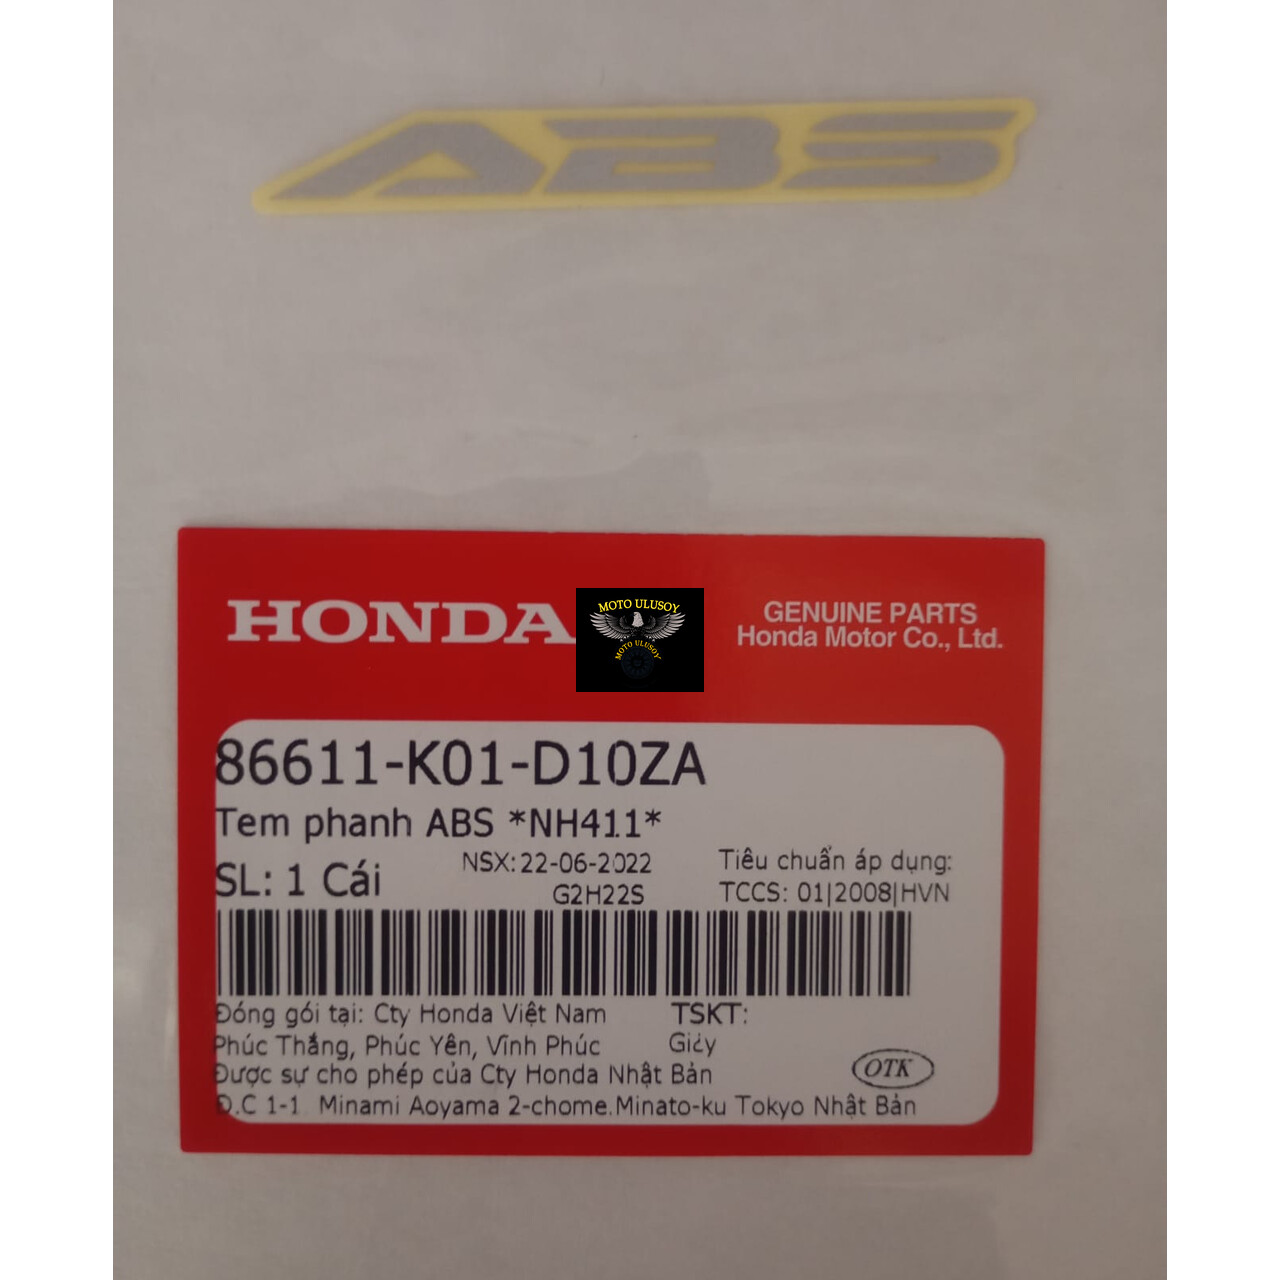 ABS
HONDA
MOTO ULUSOY
MOTO ULUSOY
GENUINE PARTS
Honda Motor Co., Ltd.
86611-K01-D10ZA
Tem phanh ABS *NH411*
SL: 1 Cái
NSX: 22-06-2022
G2H22S
Tiêu chuẩn áp dụng:
TCCS: 01|2008|HVN
Đóng gói tại: Cty Honda Việt Nam
Phúc Thắng, Phúc Yên, Vĩnh Phúc
TSKT:
Giấy
Được sự cho phép của Cty Honda Nhật Bản
Đ.C 1-1 Minami Aoyama 2-chome.Minato-ku Tokyo Nhật Bản
OTK